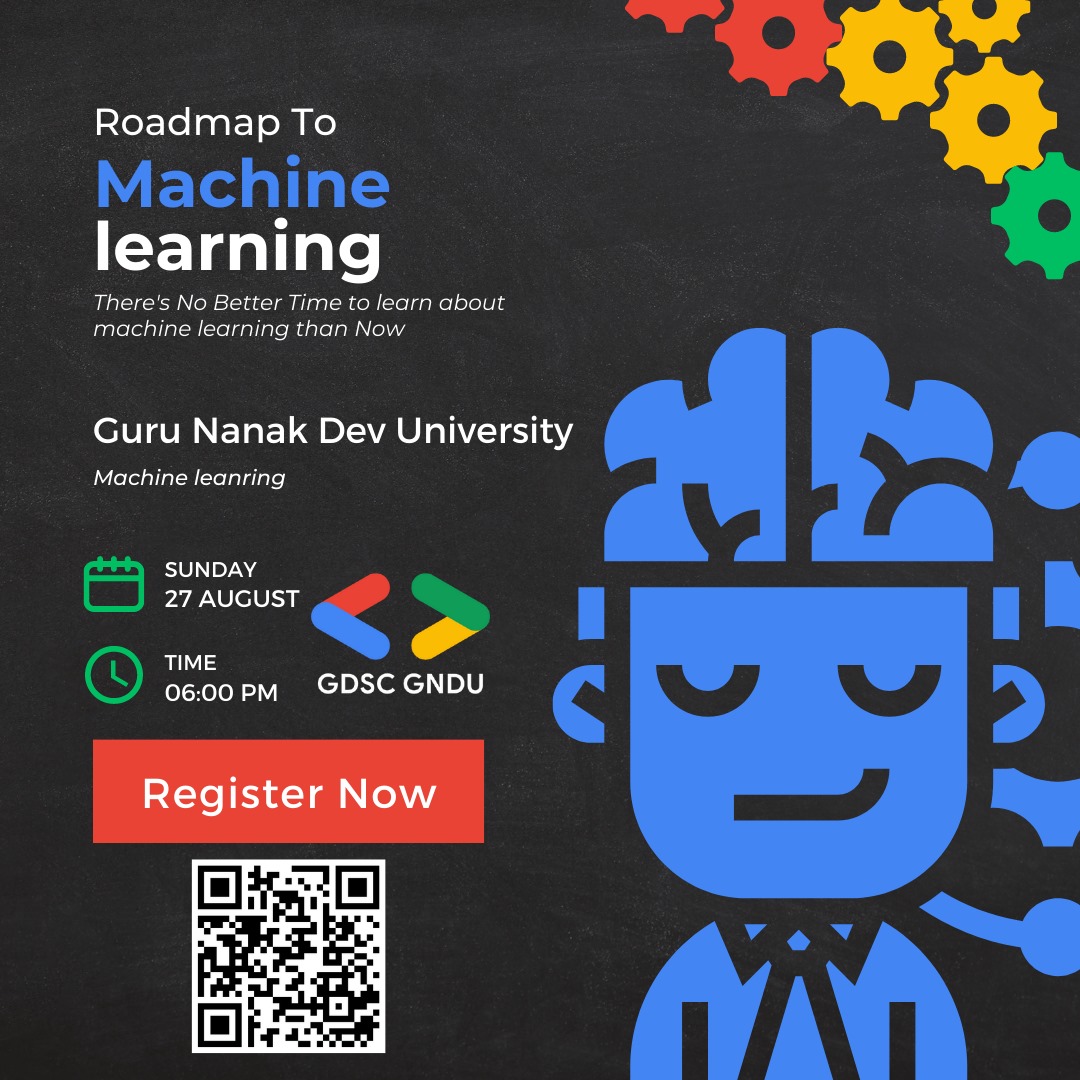 Roadmap To
Machine
learning
There's No Better Time to learn about
machine learning than Now
Guru Nanak Dev University
Machine leanring
SUNDAY
27 AUGUST
TIME
06:00 PM
GDSC GNDU
Register Now